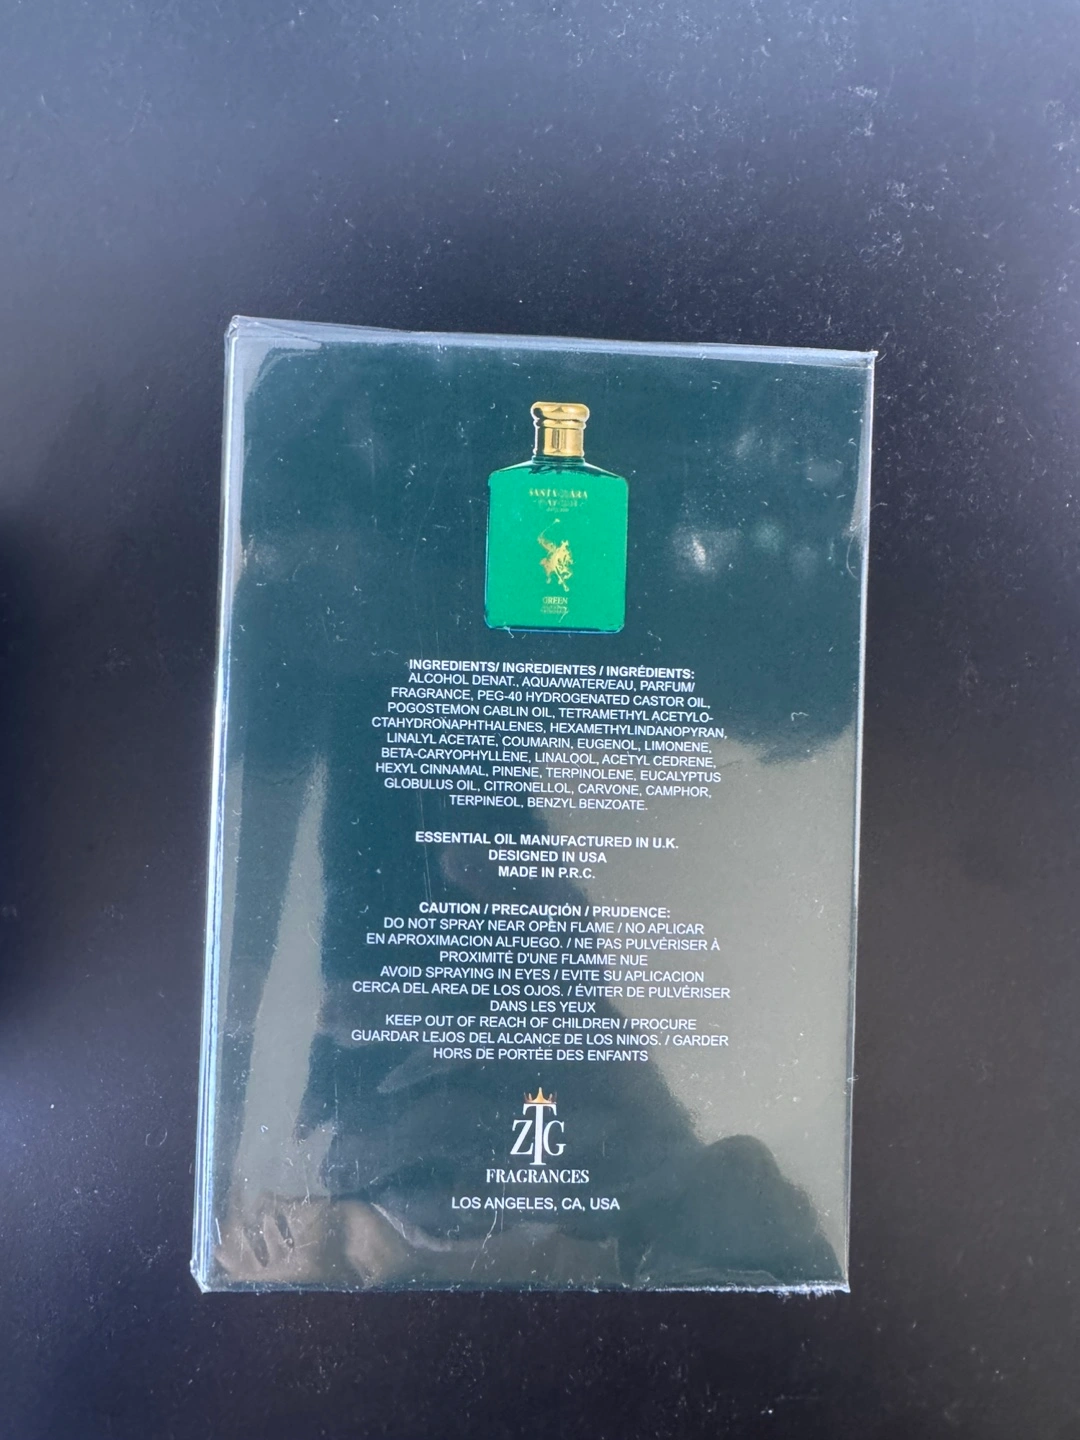 SANTA CLARA
GREEN
INGREDIENTS/ INGREDIENTES / INGRÉDIENTS:
ALCOHOL DENAT., AQUA/WATER/EAU, PARFUM/
FRAGRANCE, PEG-40 HYDROGENATED CASTOR OIL,
POGOSTEMON CABLIN OIL, TETRAMETHYL ACETYLO-
CTAHYDRONAPHTHALENES, HEXAMETHYLINDANOPYRAN,
LINALYL ACETATE, COUMARIN, EUGENOL, LIMONENE,
BETA-CARYOPHYLLENE, LINALOOL, ACETYL CEDRENE,
HEXYL CINNAMAL, PINENE, TERPINOLENE, EUCALYPTUS
GLOBULUS OIL, CITRONELLOL, CARVONE, CAMPHOR,
TERPINEOL, BENZYL BENZOATE.
ESSENTIAL OIL MANUFACTURED IN U.K.
DESIGNED IN USA
MADE IN P.R.C.
CAUTION / PRECAUCIÓN / PRUDENCE:
DO NOT SPRAY NEAR OPEN FLAME / NO APLICAR
EN APROXIMACION ALFUEGO. / NE PAS PULVÉRISER À
PROXIMITÉ D'UNE FLAMME NUE
AVOID SPRAYING IN EYES / EVITE SU APLICACION
CERCA DEL AREA DE LOS OJOS. / ÉVITER DE PULVÉRISER
DANS LES YEUX
KEEP OUT OF REACH OF CHILDREN / PROCURE
GUARDAR LEJOS DEL ALCANCE DE LOS NINOS. / GARDER
HORS DE PORTÉE DES ENFANTS
ZTG
FRAGRANCES
LOS ANGELES, CA, USA